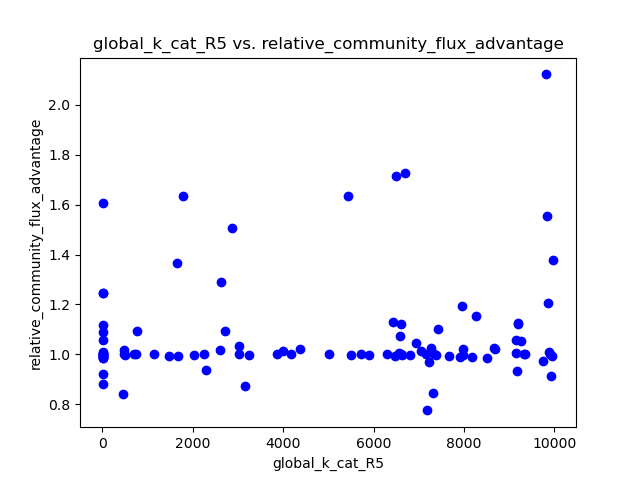 global_k_cat_R5 vs. relative_community_flux_advantage
2.0
1.8
1.6
1.4
1.2
1.0
0.8
relative_community_flux_advantage
0 2000 4000 6000 8000 10000
global_k_cat_R5